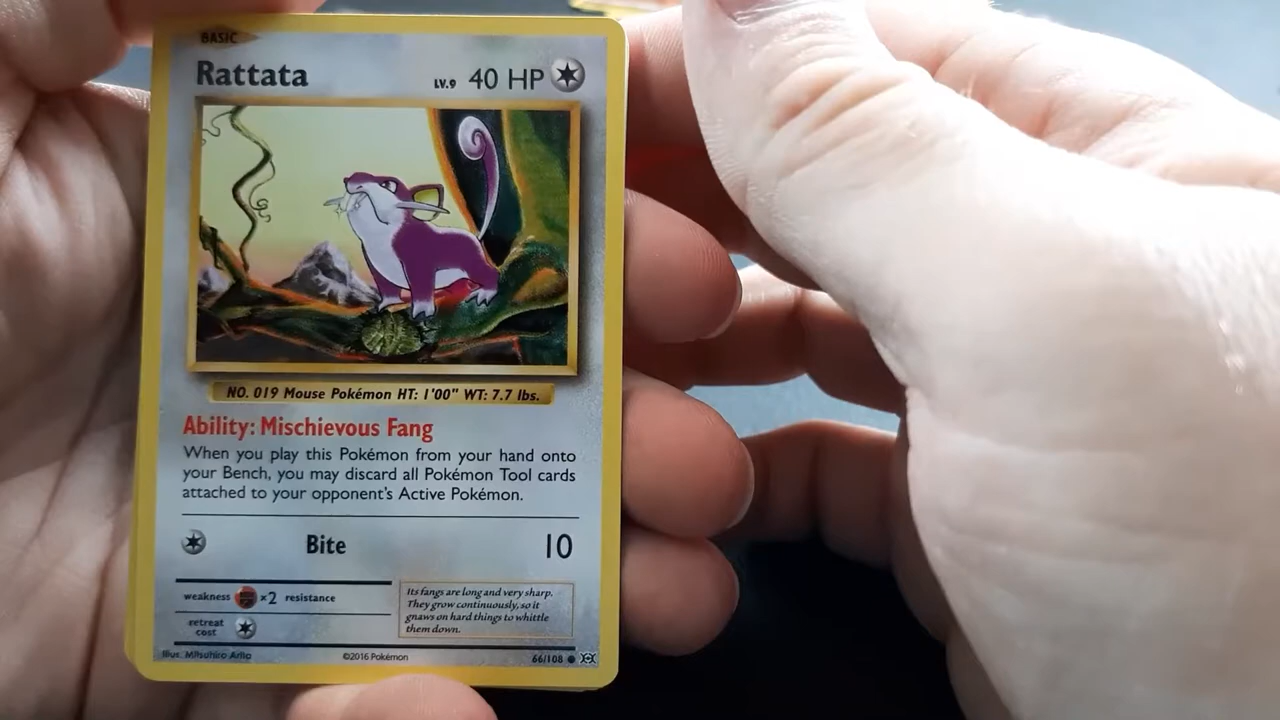 BASIC
Rattata LV.9 40 HP
NO. 019 Mouse Pokémon HT: 1'00" WT: 7.7 lbs.
Ability: Mischievous Fang
When you play this Pokémon from your hand onto
your Bench, you may discard all Pokémon Tool cards
attached to your opponent's Active Pokémon.
Bite 10
weakness ×2 resistance
retreat
cost
Its fangs are long and very sharp.
They grow continuously, so it
gnaws on hard things to whittle
them down.
Illus. Mitsuhiro Arita ©2016 Pokémon 66/108